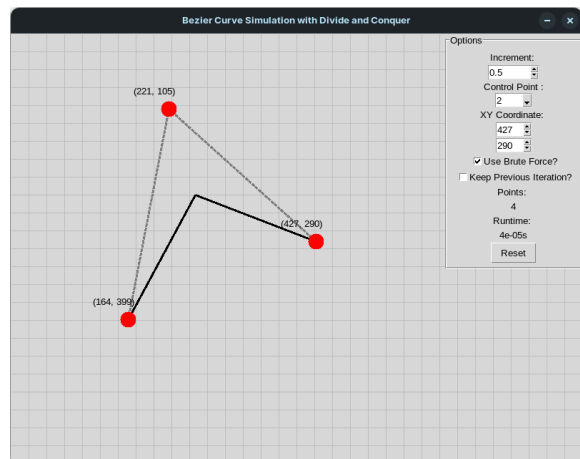 Bezier Curve Simulation with Divide and Conquer
Options
Increment:
0.5
Control Point :
2
XY Coordinate:
427
290
Use Brute Force?
Keep Previous Iteration?
Points:
4
Runtime:
4e-05s
Reset
(221, 105)
(427, 290)
(164, 399)